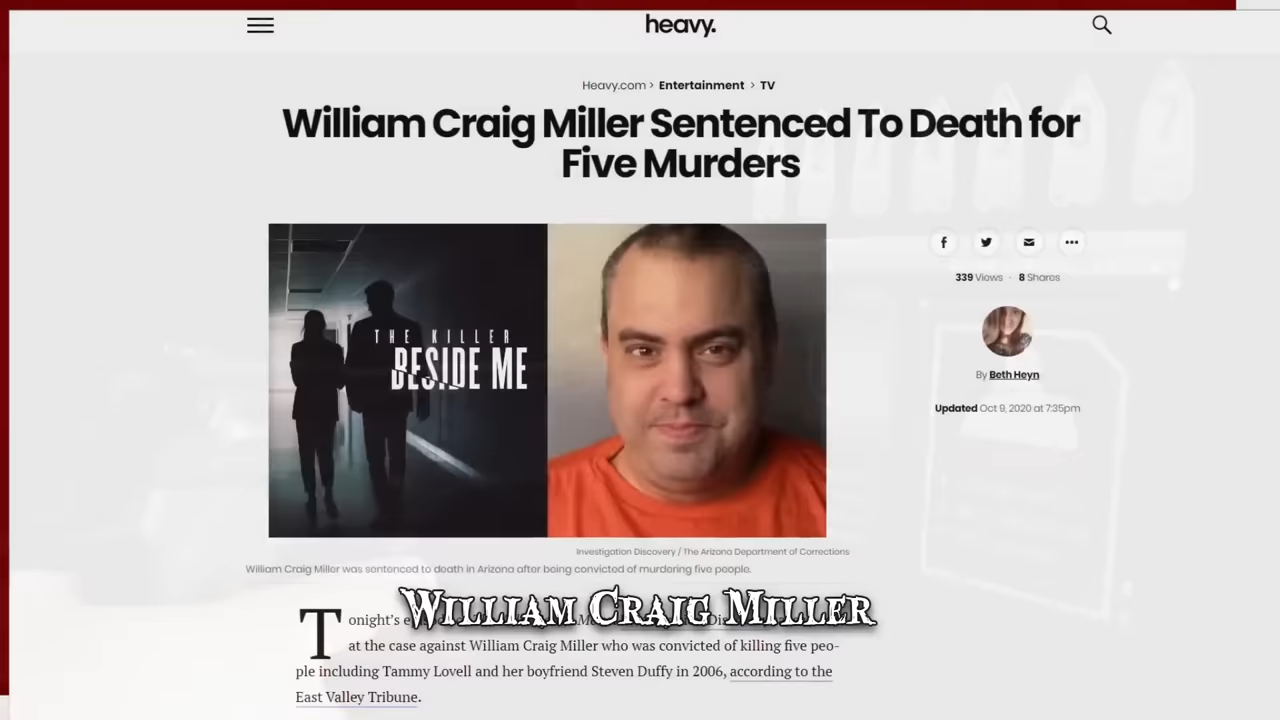 heavy.
Heavy.com > Entertainment > TV
William Craig Miller Sentenced To Death for
Five Murders
THE KILLER
BESIDE ME
339 Views · 8 Shares
By Beth Heyn
Updated Oct 9, 2020 at 7:35pm
Investigation Discovery / The Arizona Department of Corrections
William Craig Miller was sentenced to death in Arizona after being convicted of murdering five people.
WILLIAM CRAIG MILLER
Tonight's
at the case against William Craig Miller who was convicted of killing five peo-
ple including Tammy Lovell and her boyfriend Steven Duffy in 2006, according to the
East Valley Tribune.